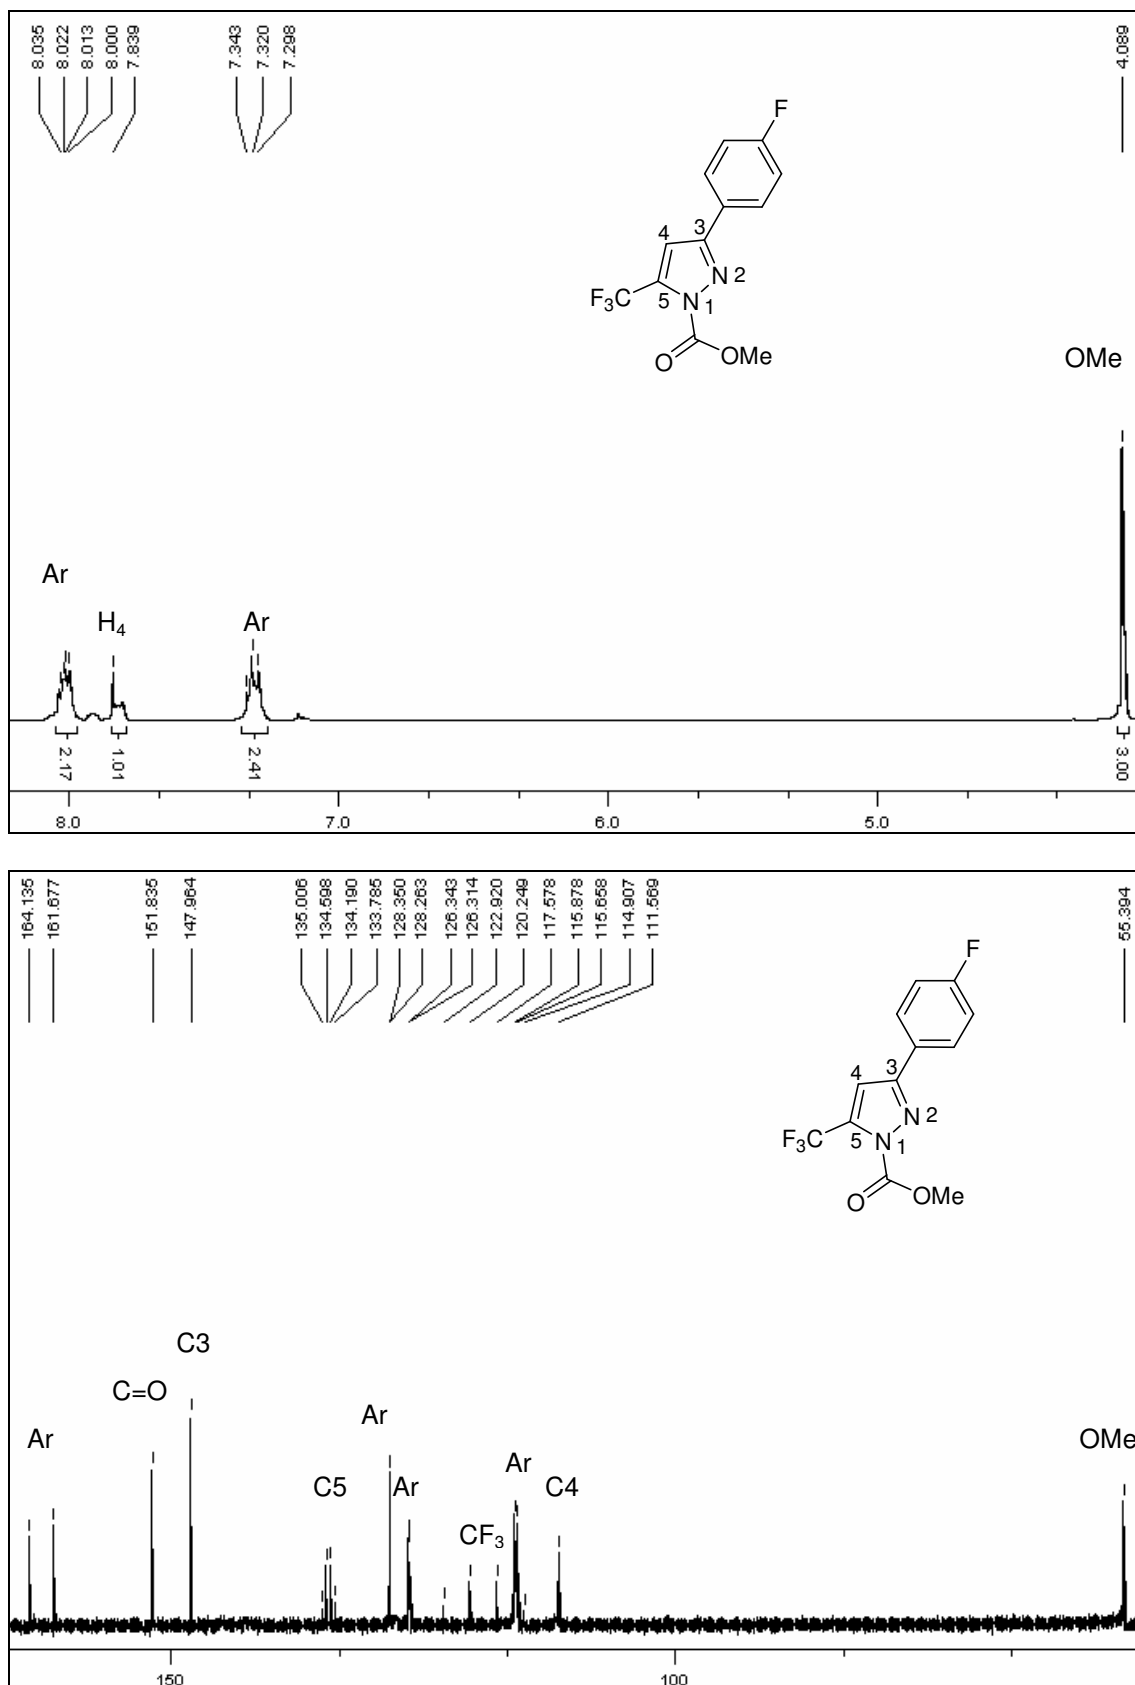 8.035
8.022
8.013
8.000
7.839
7.343
7.320
7.298
4.089
F
4
3
N 2
F₃C
5
N 1
O
OMe
OMe
Ar
H₄
Ar
2.17
1.01
2.41
3.00
8.0
7.0
6.0
5.0
164.135
161.677
151.835
147.964
135.006
134.598
134.190
133.785
128.350
128.263
126.343
126.314
122.920
120.249
117.578
115.878
115.658
114.907
111.569
55.394
F
4
3
N 2
F₃C
5
N 1
O
OMe
C3
C=O
Ar
Ar
OMe
Ar
C5
Ar
C4
CF₃
150
100